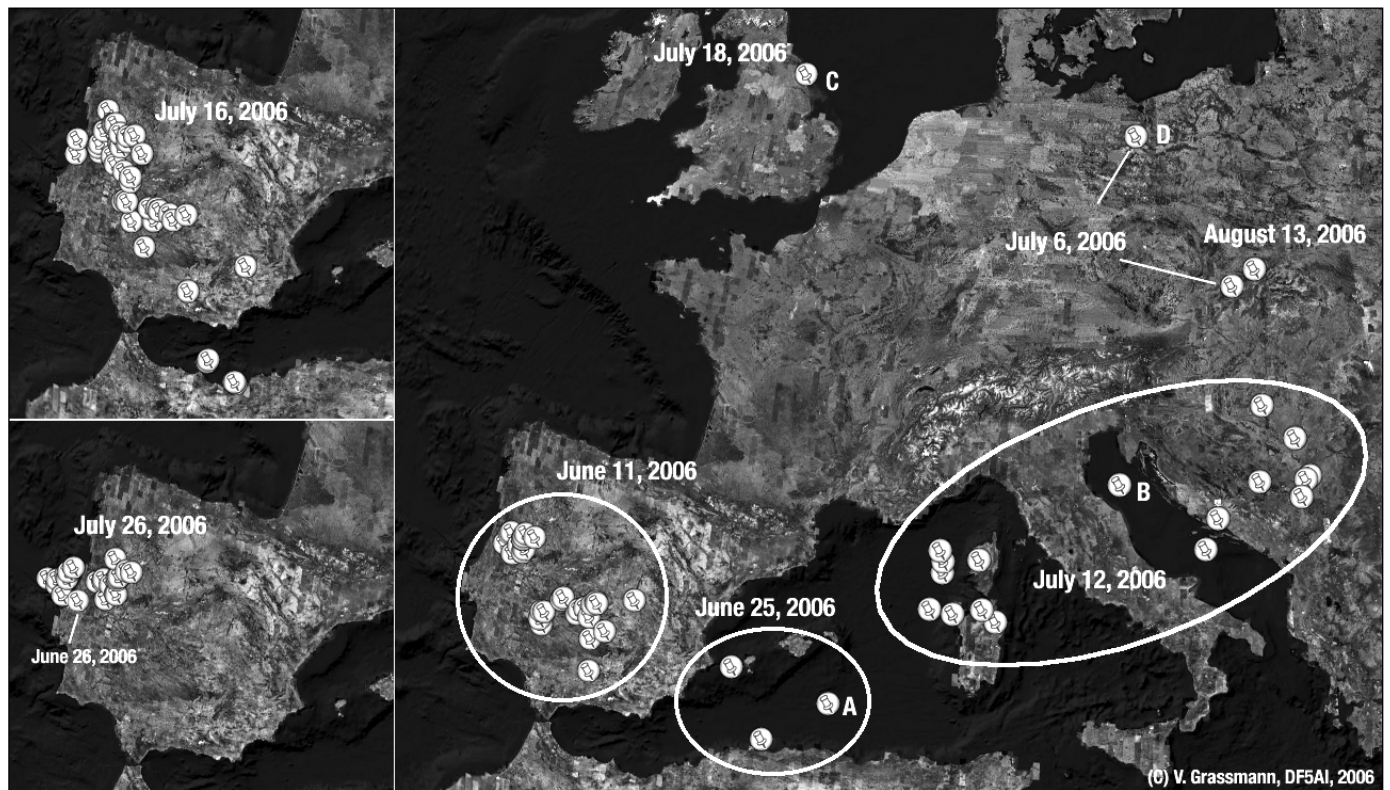 July 16, 2006
July 26, 2006
June 26, 2006
July 18, 2006
C
D
July 6, 2006
August 13, 2006
June 11, 2006
B
July 12, 2006
June 25, 2006
A
(C) V. Grassmann, DF5AI, 2006